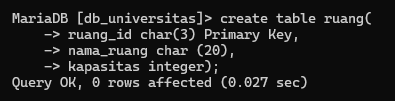 MariaDB [db_universitas]> create table ruang(
    -> ruang_id char(3) Primary Key,
    -> nama_ruang char (20),
    -> kapasitas integer);
Query OK, 0 rows affected (0.027 sec)